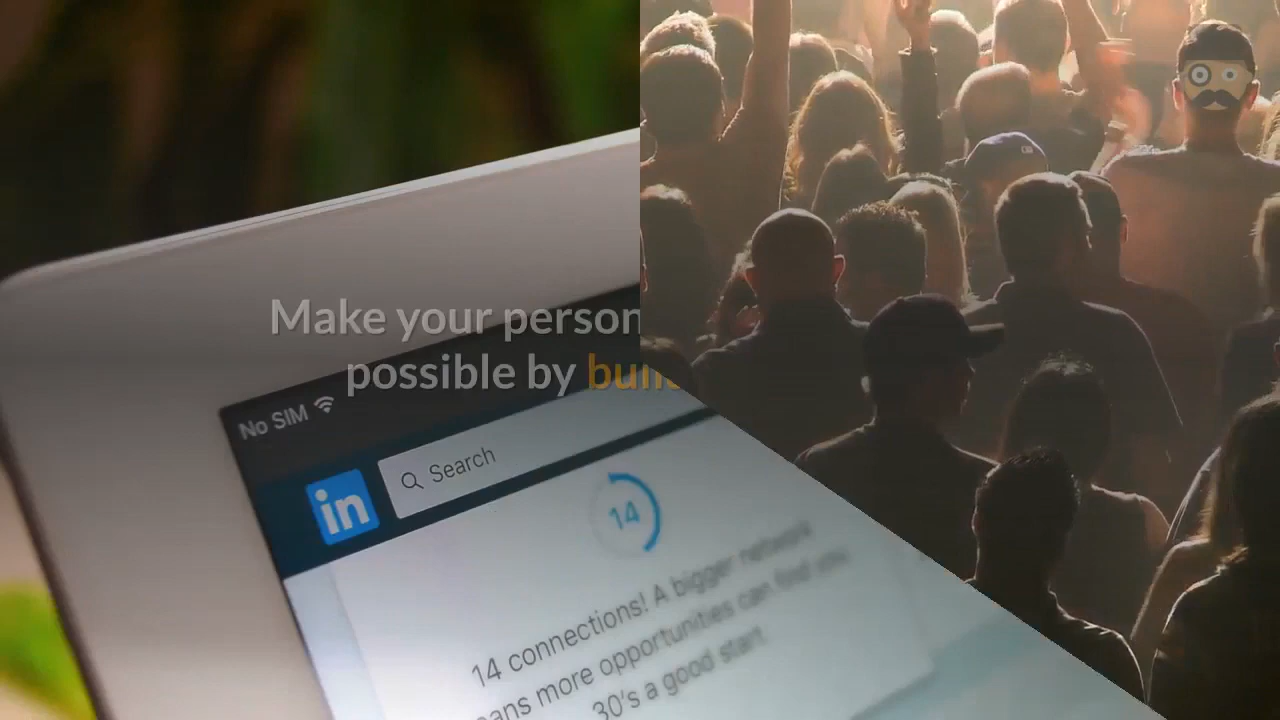 Make your person
possible by
No SIM
in
Search
14
14 connections! A bigger network
ans more opportunities can find you
30's a good start